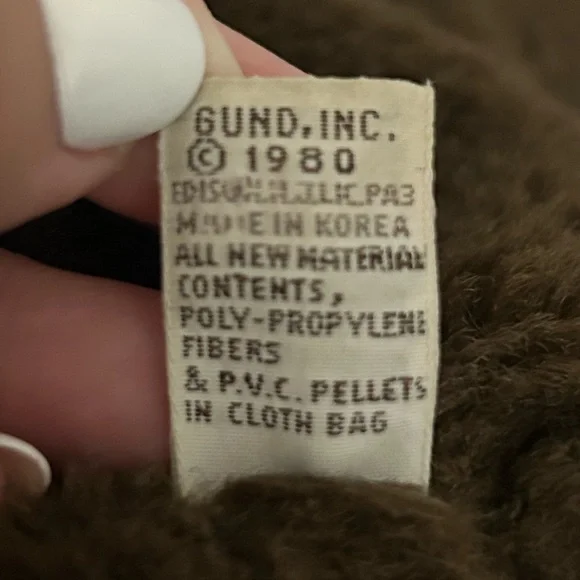 GUND, INC.
© 1980
MADE IN KOREA
ALL NEW MATERIAL
CONTENTS,
POLY-PROPYLENE
FIBERS
& P.V.C. PELLETS
IN CLOTH BAG